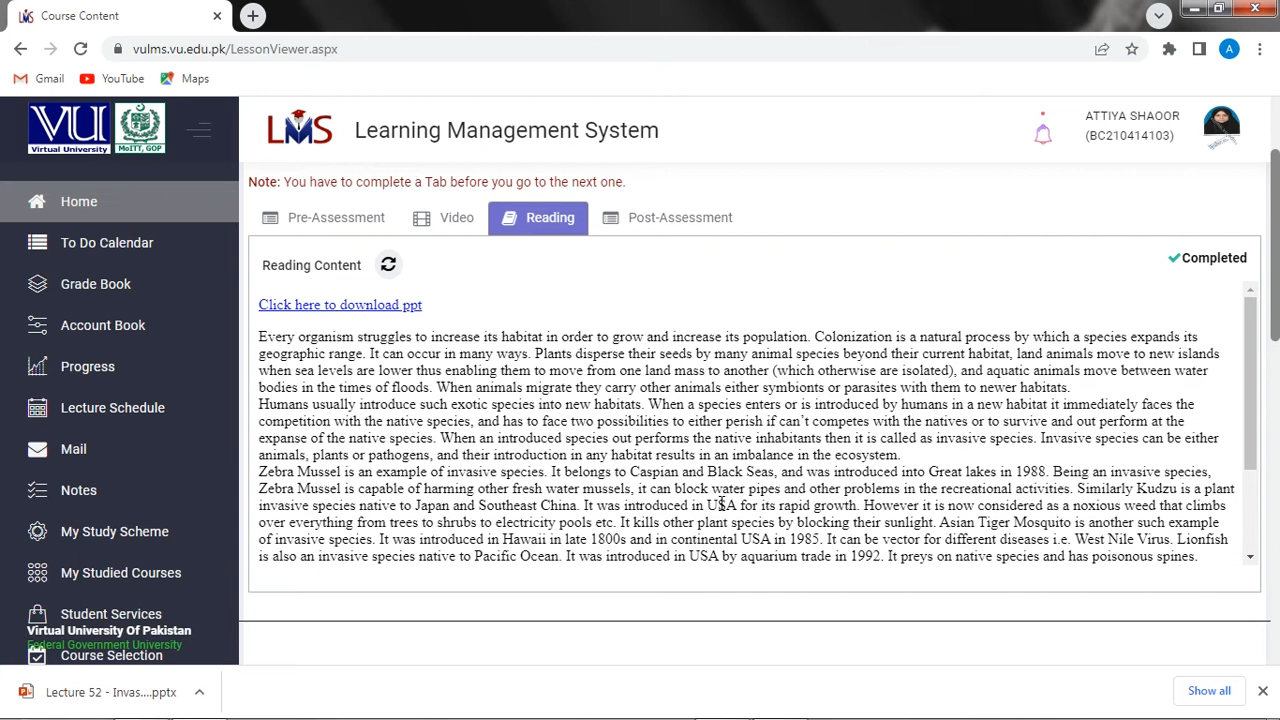 Course Content
vulms.vu.edu.pk/LessonViewer.aspx
A
Gmail
YouTube
Maps
VU
Virtual University
MoITT, GOP
LMS
Learning Management System
ATTIYA SHAOOR
(BC210414103)
Home
To Do Calendar
Grade Book
Account Book
Progress
Lecture Schedule
Mail
Notes
My Study Scheme
My Studied Courses
Student Services
Virtual University Of Pakistan
Federal Government University
Course Selection
Note: You have to complete a Tab before you go to the next one.
Pre-Assessment
Video
Reading
Post-Assessment
Reading Content
Completed
Click here to download ppt
Every organism struggles to increase its habitat in order to grow and increase its population. Colonization is a natural process by which a species expands its
geographic range. It can occur in many ways. Plants disperse their seeds by many animal species beyond their current habitat, land animals move to new islands
when sea levels are lower thus enabling them to move from one land mass to another (which otherwise are isolated), and aquatic animals move between water
bodies in the times of floods. When animals migrate they carry other animals either symbionts or parasites with them to newer habitats.
Humans usually introduce such exotic species into new habitats. When a species enters or is introduced by humans in a new habitat it immediately faces the
competition with the native species, and has to face two possibilities to either perish if can't competes with the natives or to survive and out perform at the
expanse of the native species. When an introduced species out performs the native inhabitants then it is called as invasive species. Invasive species can be either
animals, plants or pathogens, and their introduction in any habitat results in an imbalance in the ecosystem.
Zebra Mussel is an example of invasive species. It belongs to Caspian and Black Seas, and was introduced into Great lakes in 1988. Being an invasive species,
Zebra Mussel is capable of harming other fresh water mussels, it can block water pipes and other problems in the recreational activities. Similarly Kudzu is a plant
invasive species native to Japan and Southeast China. It was introduced in USA for its rapid growth. However it is now considered as a noxious weed that climbs
over everything from trees to shrubs to electricity pools etc. It kills other plant species by blocking their sunlight. Asian Tiger Mosquito is another such example
of invasive species. It was introduced in Hawaii in late 1800s and in continental USA in 1985. It can be vector for different diseases i.e. West Nile Virus. Lionfish
is also an invasive species native to Pacific Ocean. It was introduced in USA by aquarium trade in 1992. It preys on native species and has poisonous spines.
Lecture 52 - Invas....pptx
Show all